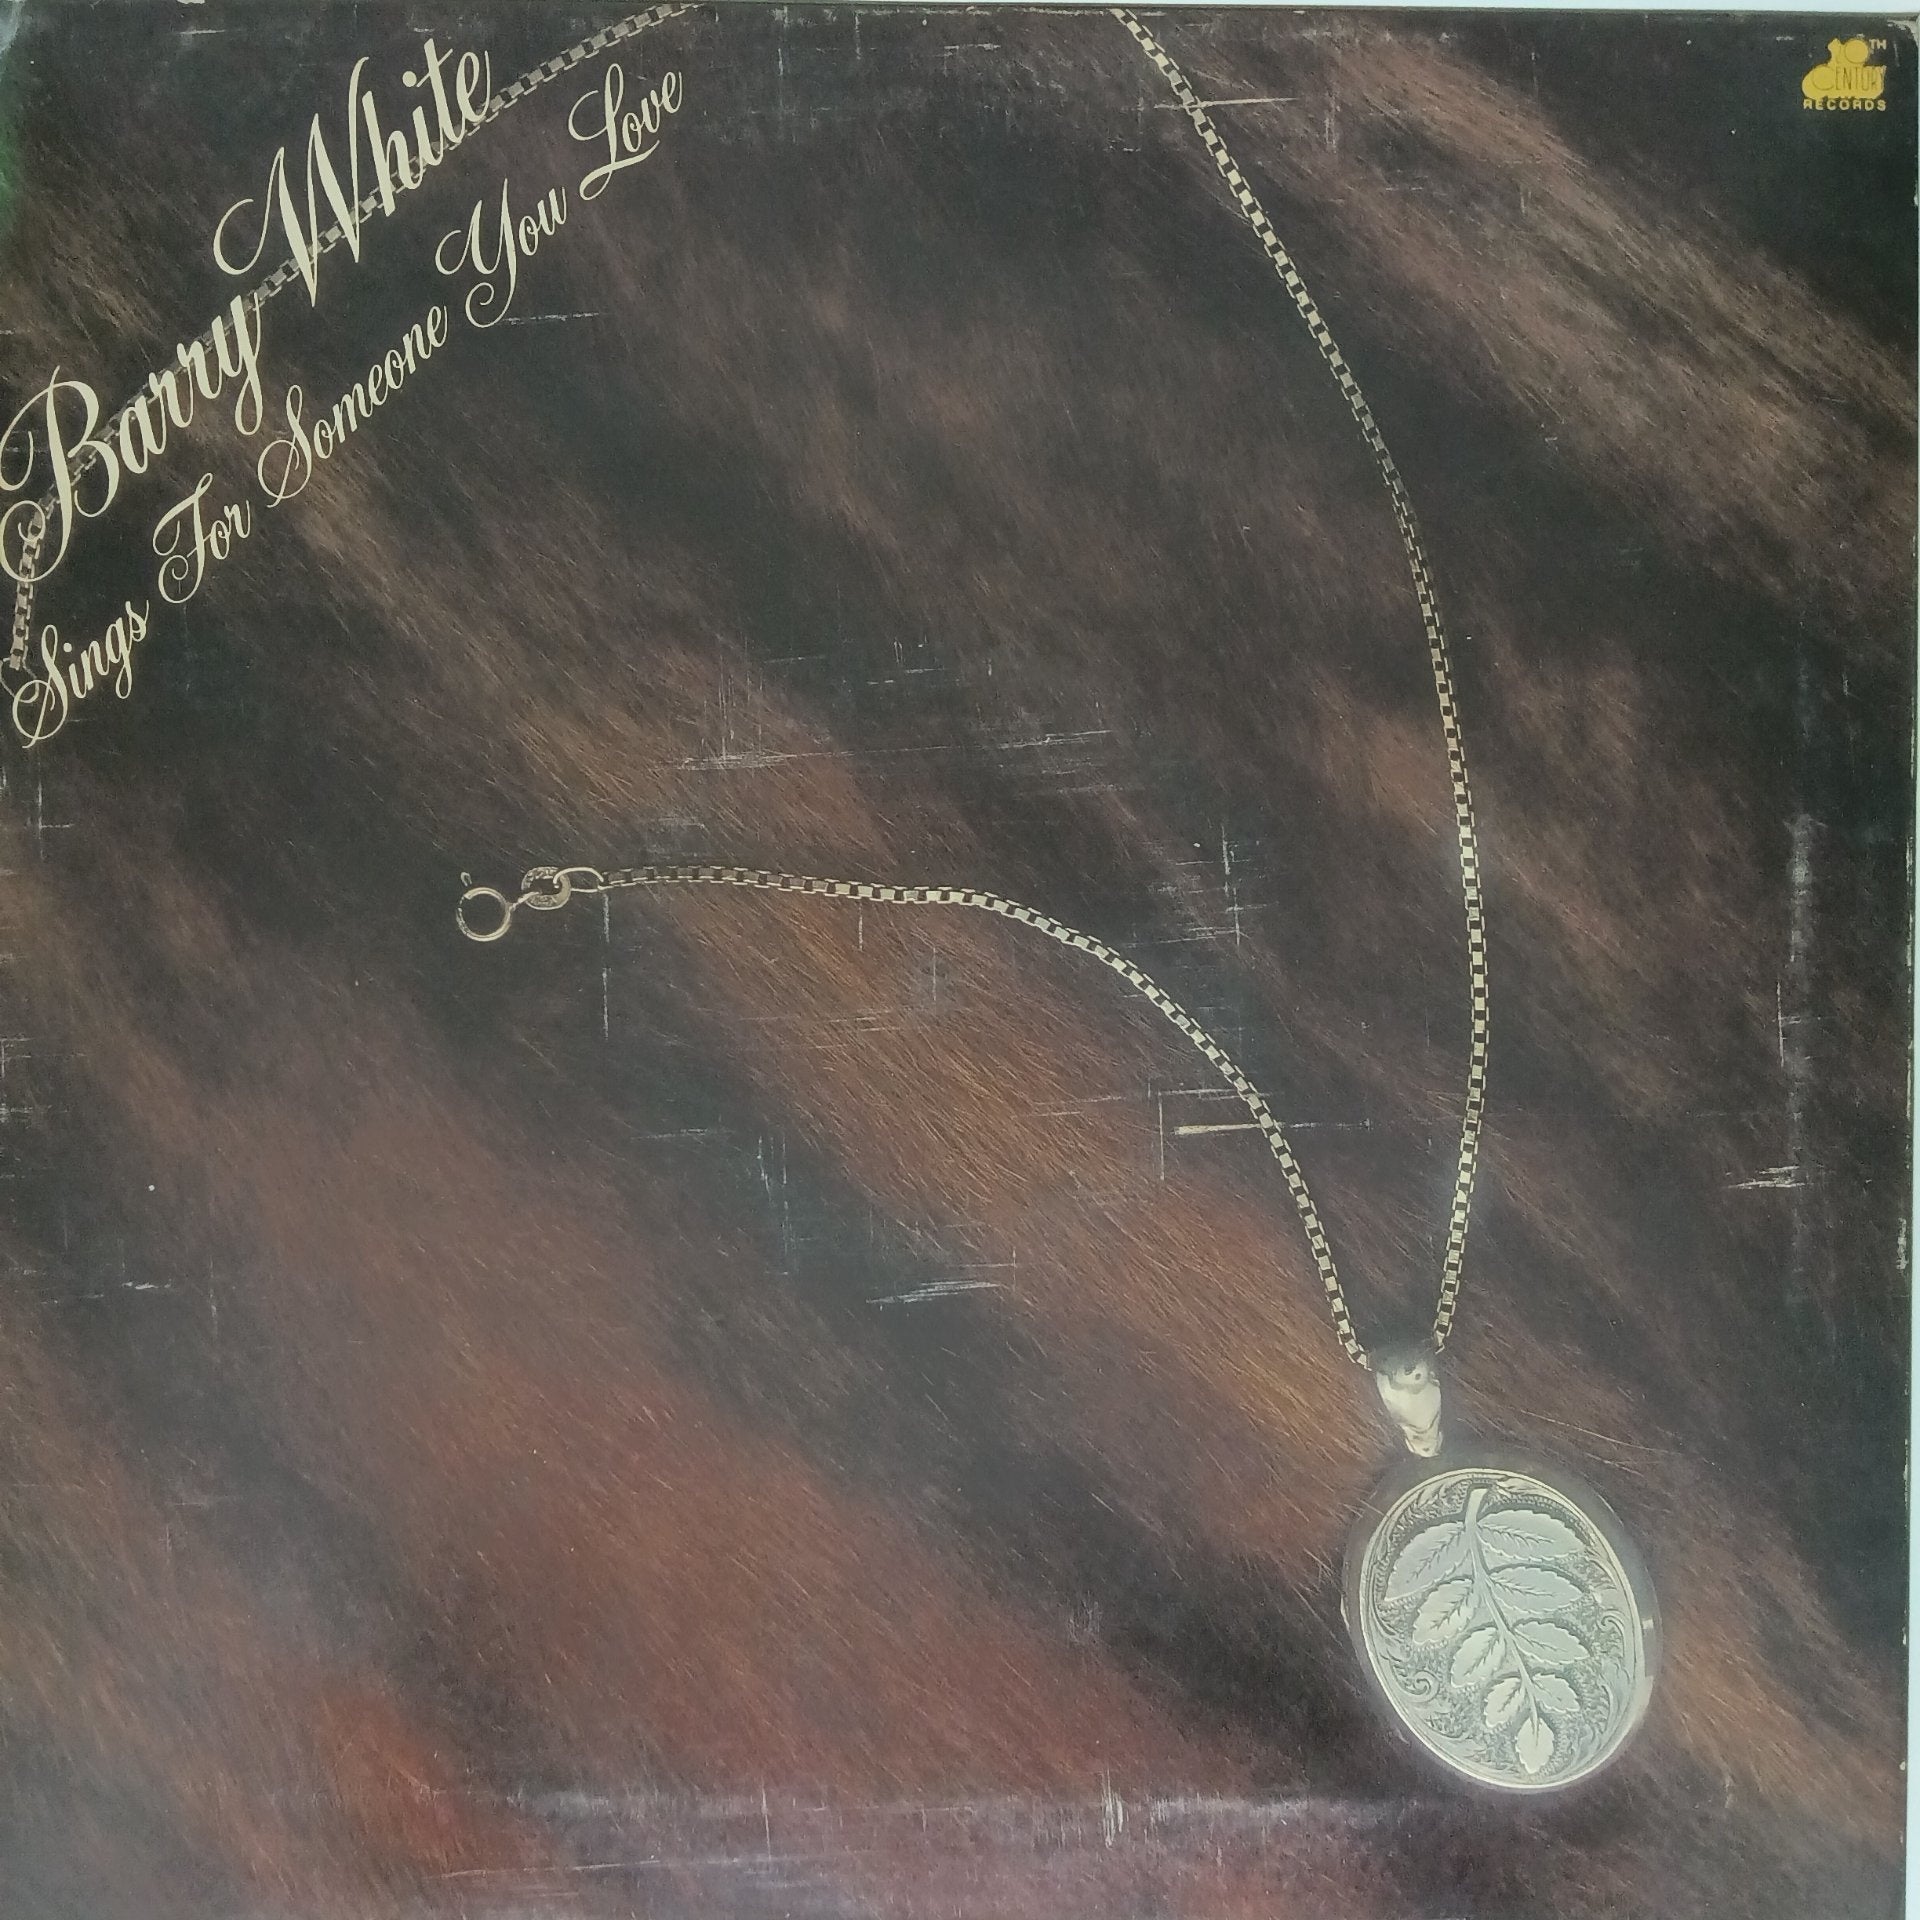 Barry White
Sings For Someone You Love
20TH
CENTURY
RECORDS